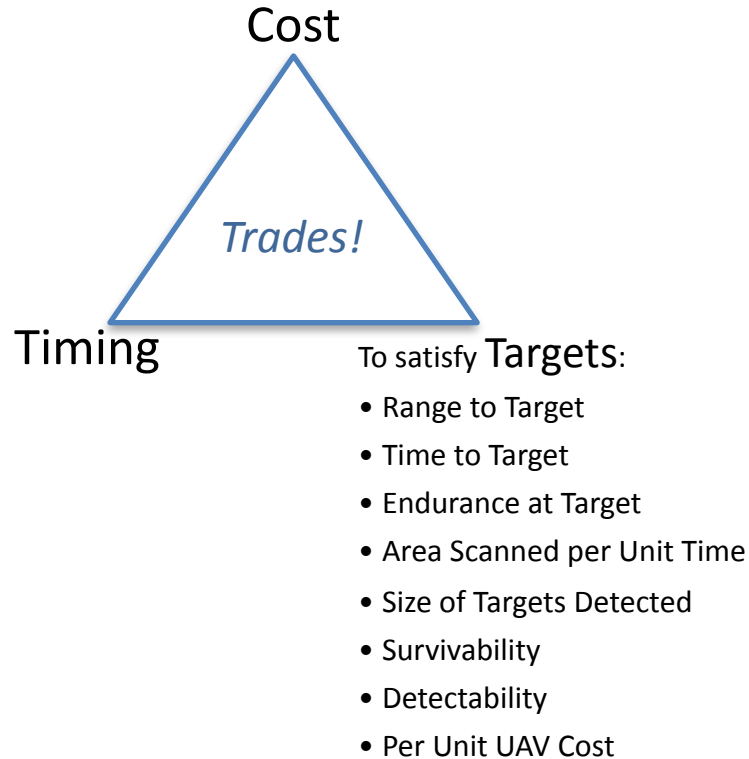 Cost
Trades!
Timing
To satisfy Targets:
• Range to Target
• Time to Target
• Endurance at Target
• Area Scanned per Unit Time
• Size of Targets Detected
• Survivability
• Detectability
• Per Unit UAV Cost